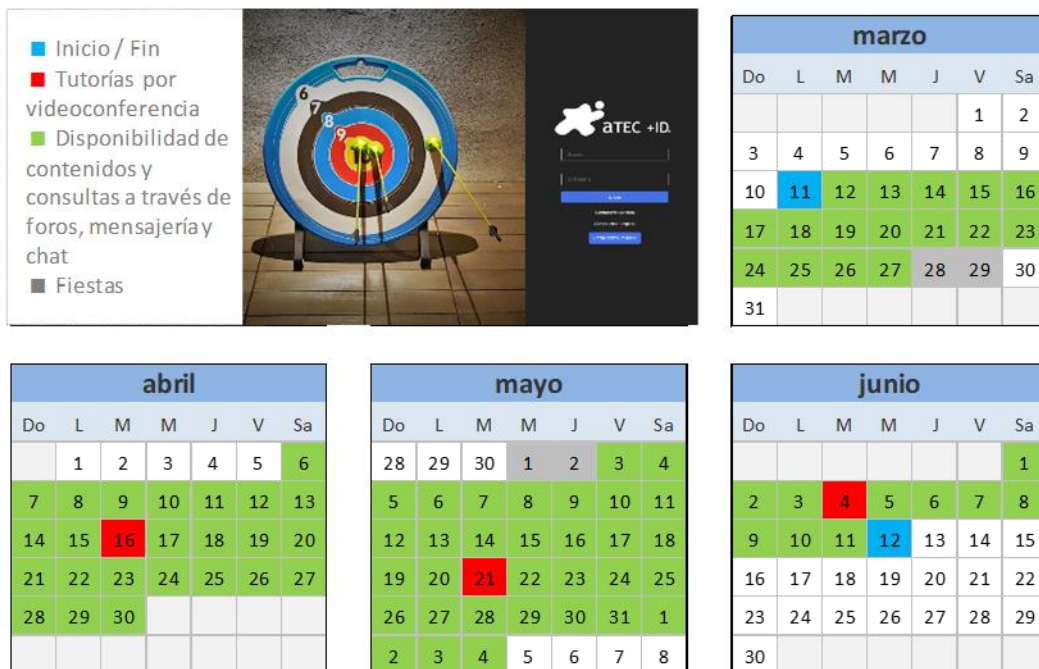 Inicio / Fin
Tutorías por
videoconferencia
Disponibilidad de
contenidos y
consultas a través de
foros, mensajería y
chat
Fiestas
6
7
8
9
aTEC +ID.
marzo
Do L M M J V Sa
1 2
3 4 5 6 7 8 9
10 11 12 13 14 15 16
17 18 19 20 21 22 23
24 25 26 27 28 29 30
31
abril
Do L M M J V Sa
1 2 3 4 5 6
7 8 9 10 11 12 13
14 15 16 17 18 19 20
21 22 23 24 25 26 27
28 29 30
mayo
Do L M M J V Sa
28 29 30 1 2 3 4
5 6 7 8 9 10 11
12 13 14 15 16 17 18
19 20 21 22 23 24 25
26 27 28 29 30 31 1
2 3 4 5 6 7 8
junio
Do L M M J V Sa
1
2 3 4 5 6 7 8
9 10 11 12 13 14 15
16 17 18 19 20 21 22
23 24 25 26 27 28 29
30